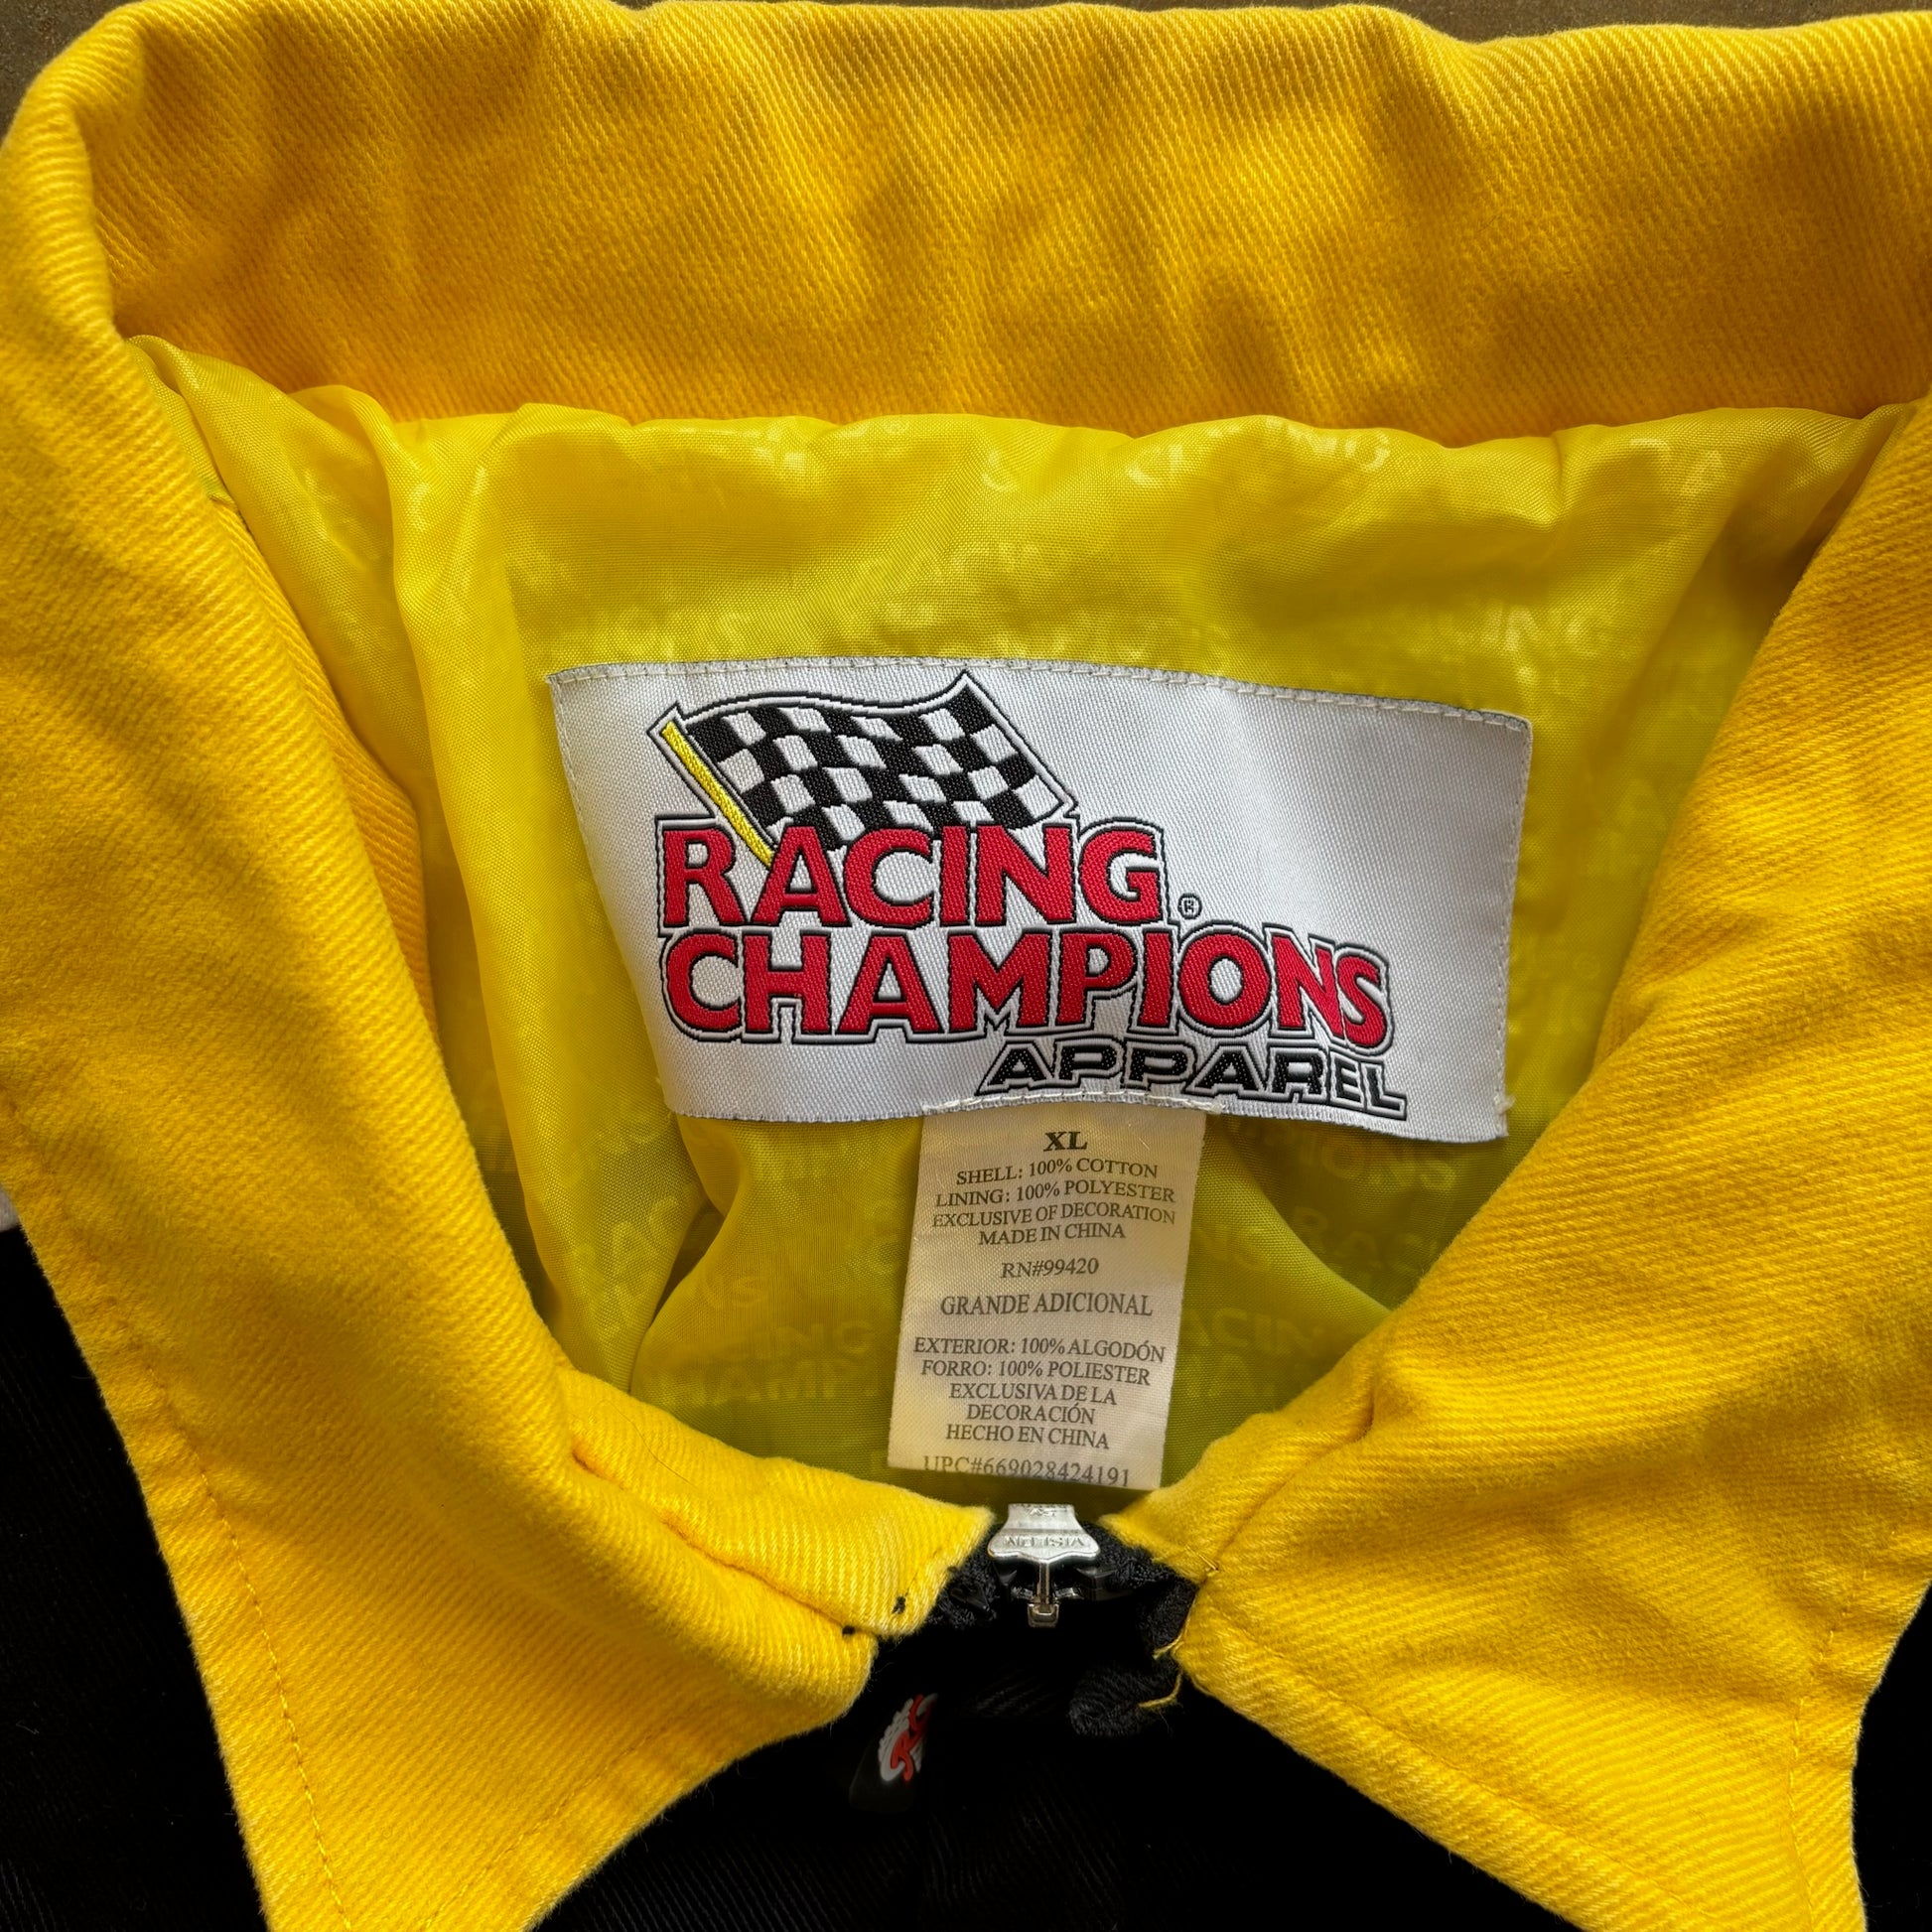 RACING®
CHAMPIONS
APPAREL
XL
SHELL: 100% COTTON
LINING: 100% POLYESTER
EXCLUSIVE OF DECORATION
MADE IN CHINA
RN#99420
GRANDE ADICIONAL
EXTERIOR: 100% ALGODÓN
FORRO: 100% POLIESTER
EXCLUSIVA DE LA
DECORACIÓN
HECHO EN CHINA
UPC#669028424191